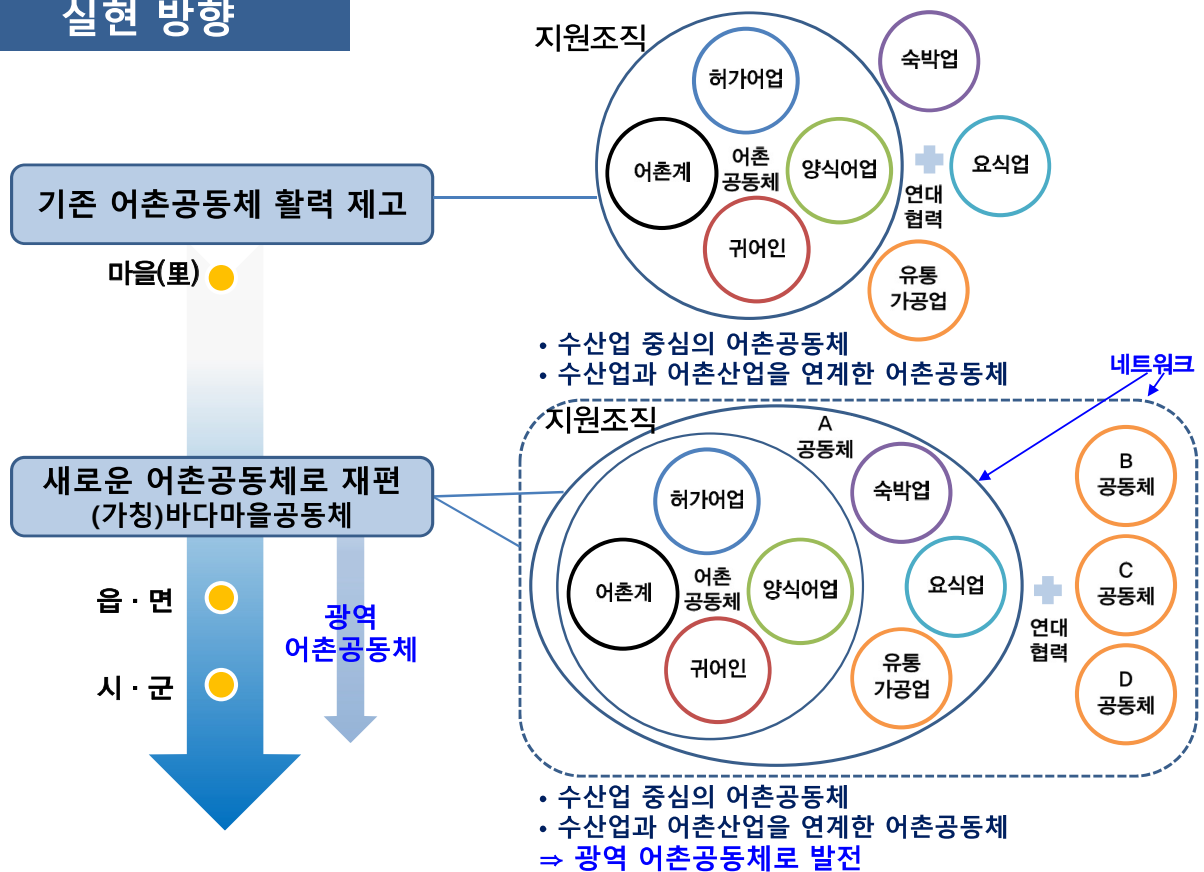 실현 방향
지원조직
허가어업
숙박업
어촌계
어촌
공동체
양식어업
귀어인
연대
협력
요식업
유통
가공업
기존 어촌공동체 활력 제고
마을(里)
• 수산업 중심의 어촌공동체
• 수산업과 어촌산업을 연계한 어촌공동체
네트워크
새로운 어촌공동체로 재편
(가칭)바다마을공동체
읍 · 면
시 · 군
광역
어촌공동체
지원조직
A
공동체
허가어업
숙박업
어촌계
어촌
공동체
양식어업
귀어인
요식업
유통
가공업
연대
협력
B
공동체
C
공동체
D
공동체
• 수산업 중심의 어촌공동체
• 수산업과 어촌산업을 연계한 어촌공동체
⇒ 광역 어촌공동체로 발전